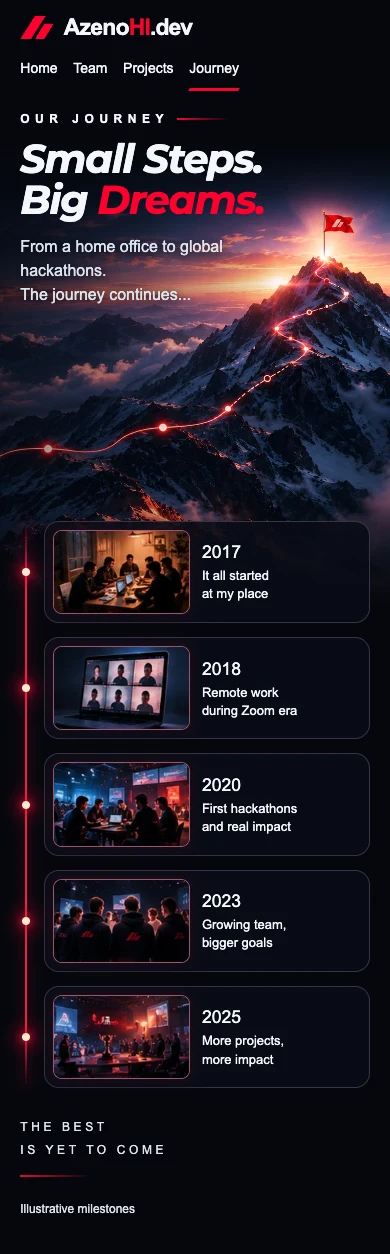 AzenoHI.dev
Home Team Projects Journey
OUR JOURNEY
Small Steps.
Big Dreams.
From a home office to global
hackathons.
The journey continues...
2017
It all started
at my place
2018
Remote work
during Zoom era
2020
First hackathons
and real impact
2023
Growing team,
bigger goals
2025
More projects,
more impact
THE BEST
IS YET TO COME
Illustrative milestones